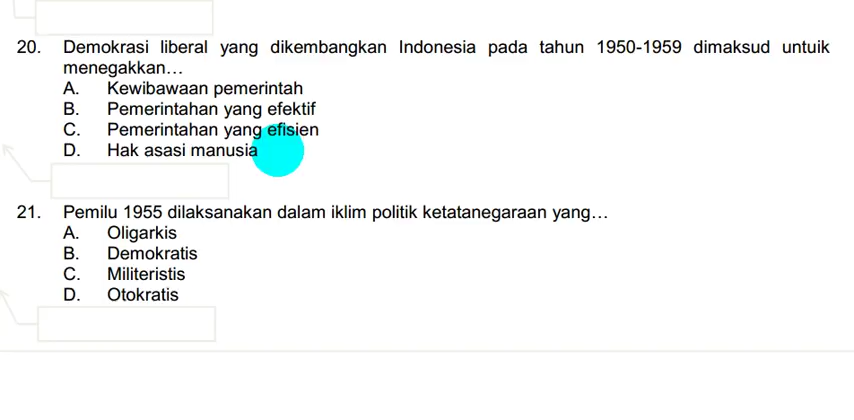 20. Demokrasi liberal yang dikembangkan Indonesia pada tahun 1950-1959 dimaksud untuik
menegakkan…
A. Kewibawaan pemerintah
B. Pemerintahan yang efektif
C. Pemerintahan yang efisien
D. Hak asasi manusia
21. Pemilu 1955 dilaksanakan dalam iklim politik ketatanegaraan yang…
A. Oligarkis
B. Demokratis
C. Militeristis
D. Otokratis